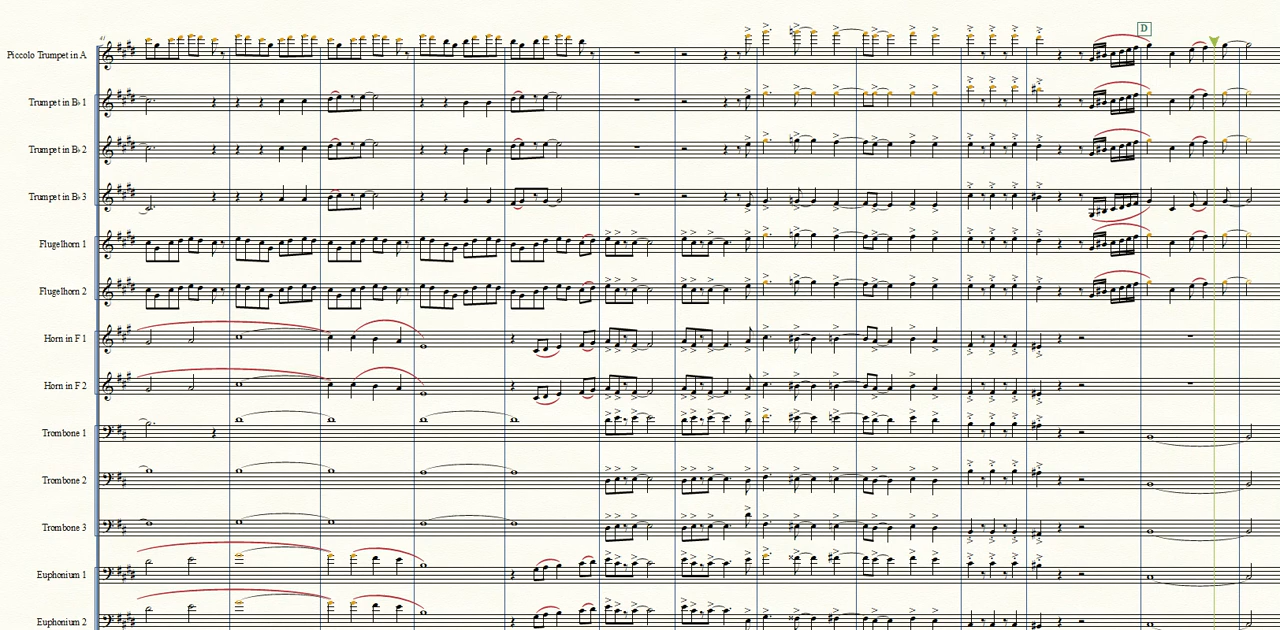 41
D
Piccolo Trumpet in A
Trumpet in B♭ 1
Trumpet in B♭ 2
Trumpet in B♭ 3
Flugelhorn 1
Flugelhorn 2
Horn in F 1
Horn in F 2
Trombone 1
Trombone 2
Trombone 3
Euphonium 1
Euphonium 2